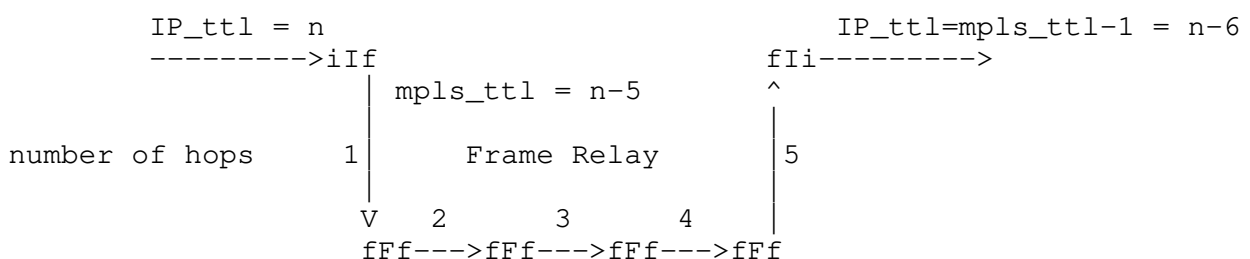 IP_ttl = n IP_ttl=mpls_ttl-1 = n-6
--------->iIf fIi--------->
| mpls_ttl = n-5 ^
| |
number of hops 1| Frame Relay |5
| |
V 2 3 4 |
fFf--->fFf--->fFf--->fFf